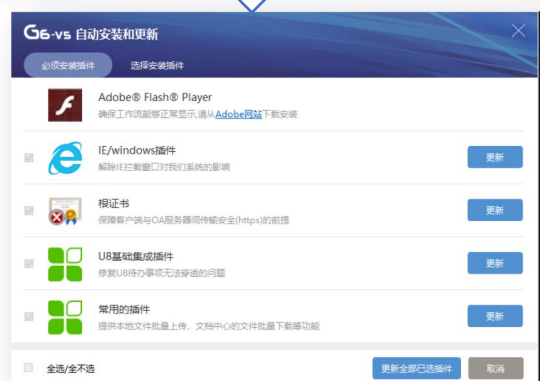 G6-vs 自动安装和更新
必须安装插件
选择安装插件
Adobe® Flash® Player
确保工作流能够正常显示,请从Adobe网站下载安装
IE/windows插件
解除IE拦截窗口对我们系统的影响
更新
根证书
保障客户端与OA服务器间传输安全(https)的前提
更新
U8基础集成插件
修复U8待办事项无法穿透的问题
更新
常用的插件
提供本地文件批量上传、文档中心的文件批量下载等功能
更新
全选/全不选
更新全部已选插件
取消